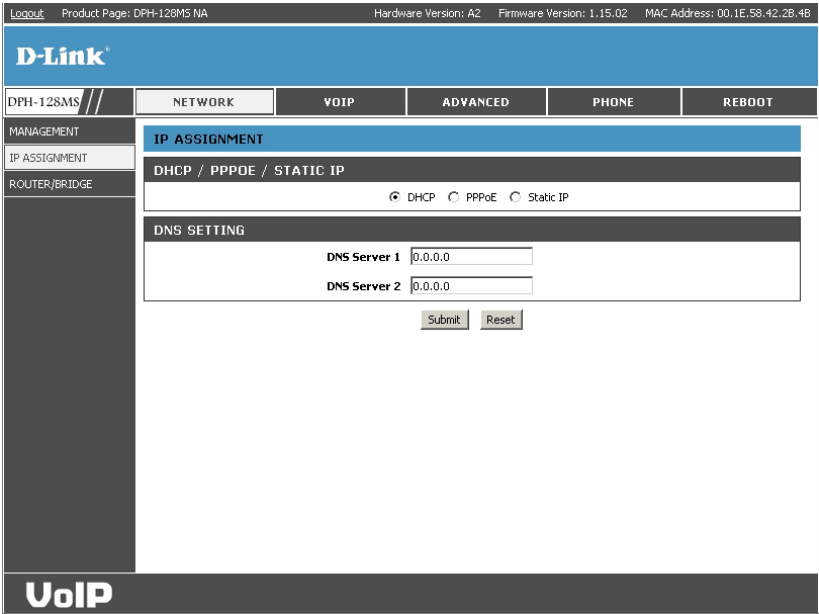 Logout Product Page: DPH-128MS NA Hardware Version: A2 Firmware Version: 1.15.02 MAC Address: 00.1E.58.42.2B.4B
D-Link
DPH-128MS NETWORK VOIP ADVANCED PHONE REBOOT
MANAGEMENT
IP ASSIGNMENT
ROUTER/BRIDGE
IP ASSIGNMENT
DHCP / PPPOE / STATIC IP
DHCP PPPoE Static IP
DNS SETTING
DNS Server 1 0.0.0.0
DNS Server 2 0.0.0.0
Submit Reset
VoIP